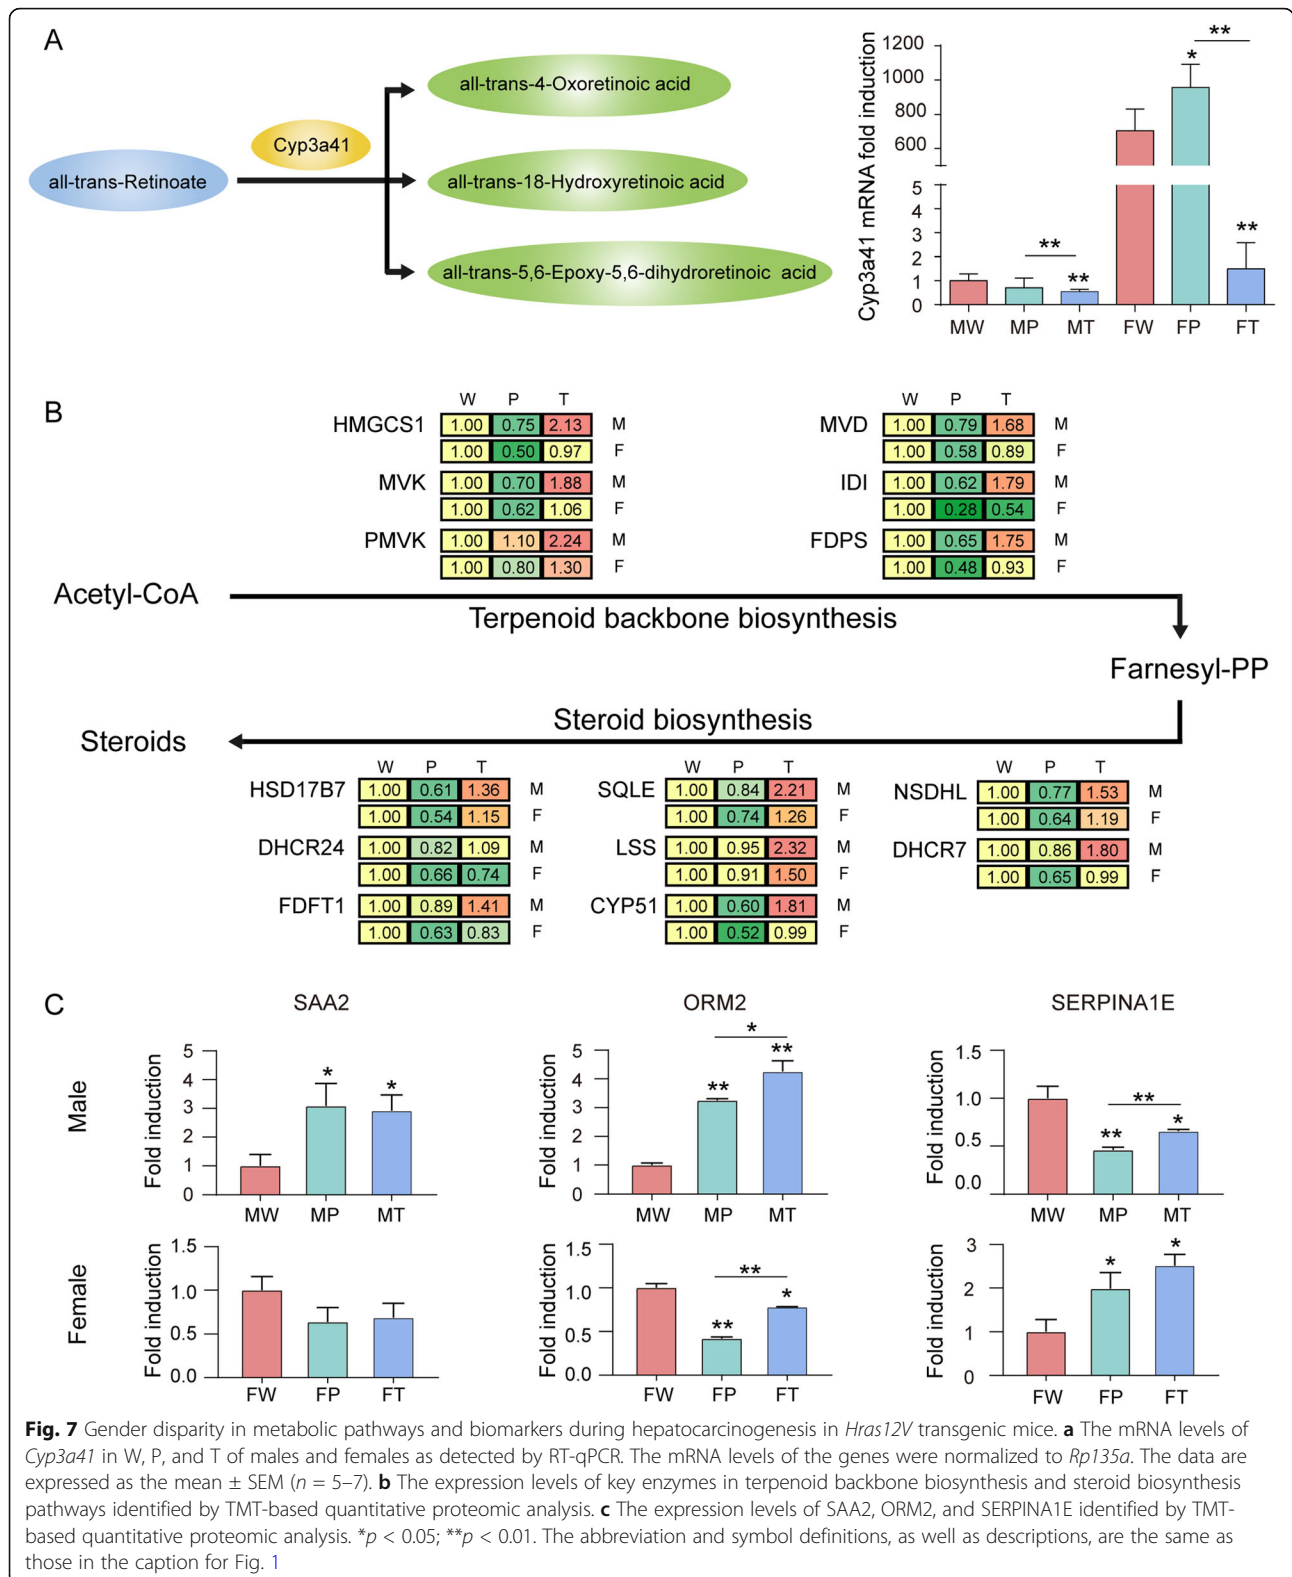 A
all-trans-Retinoate
Cyp3a41
all-trans-4-Oxoretinoic acid
all-trans-18-Hydroxyretinoic acid
all-trans-5,6-Epoxy-5,6-dihydroretinoic acid
Cyp3a41 mRNA fold induction
1200
1000
800
600
5
4
3
2
1
0
**
*
**
**
**
MW MP MT FW FP FT
B
W P T
HMGCS1 1.00 0.75 2.13 M
1.00 0.50 0.97 F
MVK 1.00 0.70 1.88 M
1.00 0.62 1.06 F
PMVK 1.00 1.10 2.24 M
1.00 0.80 1.30 F
W P T
MVD 1.00 0.79 1.68 M
1.00 0.58 0.89 F
IDI 1.00 0.62 1.79 M
1.00 0.28 0.54 F
FDPS 1.00 0.65 1.75 M
1.00 0.48 0.93 F
Acetyl-CoA
Terpenoid backbone biosynthesis
Farnesyl-PP
Steroid biosynthesis
Steroids
W P T
HSD17B7 1.00 0.61 1.36 M
1.00 0.54 1.15 F
DHCR24 1.00 0.82 1.09 M
1.00 0.66 0.74 F
FDFT1 1.00 0.89 1.41 M
1.00 0.63 0.83 F
W P T
SQLE 1.00 0.84 2.21 M
1.00 0.74 1.26 F
LSS 1.00 0.95 2.32 M
1.00 0.91 1.50 F
CYP51 1.00 0.60 1.81 M
1.00 0.52 0.99 F
W P T
NSDHL 1.00 0.77 1.53 M
1.00 0.64 1.19 F
DHCR7 1.00 0.86 1.80 M
1.00 0.65 0.99 F
C
SAA2
ORM2
SERPINA1E
Male
Fold induction
5
4
3
2
1
0
* *
MW MP MT
Fold induction
5
4
3
2
1
0
*
** **
MW MP MT
Fold induction
1.5
1.0
0.5
0.0
**
** *
MW MP MT
Female
Fold induction
1.5
1.0
0.5
0.0
FW FP FT
Fold induction
1.5
1.0
0.5
0.0
**
** *
FW FP FT
Fold induction
3
2
1
0
* *
FW FP FT
Fig. 7 Gender disparity in metabolic pathways and biomarkers during hepatocarcinogenesis in Hras12V transgenic mice. a The mRNA levels of
Cyp3a41 in W, P, and T of males and females as detected by RT-qPCR. The mRNA levels of the genes were normalized to Rp135a. The data are
expressed as the mean ± SEM (n = 5–7). b The expression levels of key enzymes in terpenoid backbone biosynthesis and steroid biosynthesis
pathways identified by TMT-based quantitative proteomic analysis. c The expression levels of SAA2, ORM2, and SERPINA1E identified by TMT-
based quantitative proteomic analysis. *p < 0.05; **p < 0.01. The abbreviation and symbol definitions, as well as descriptions, are the same as
those in the caption for Fig. 1